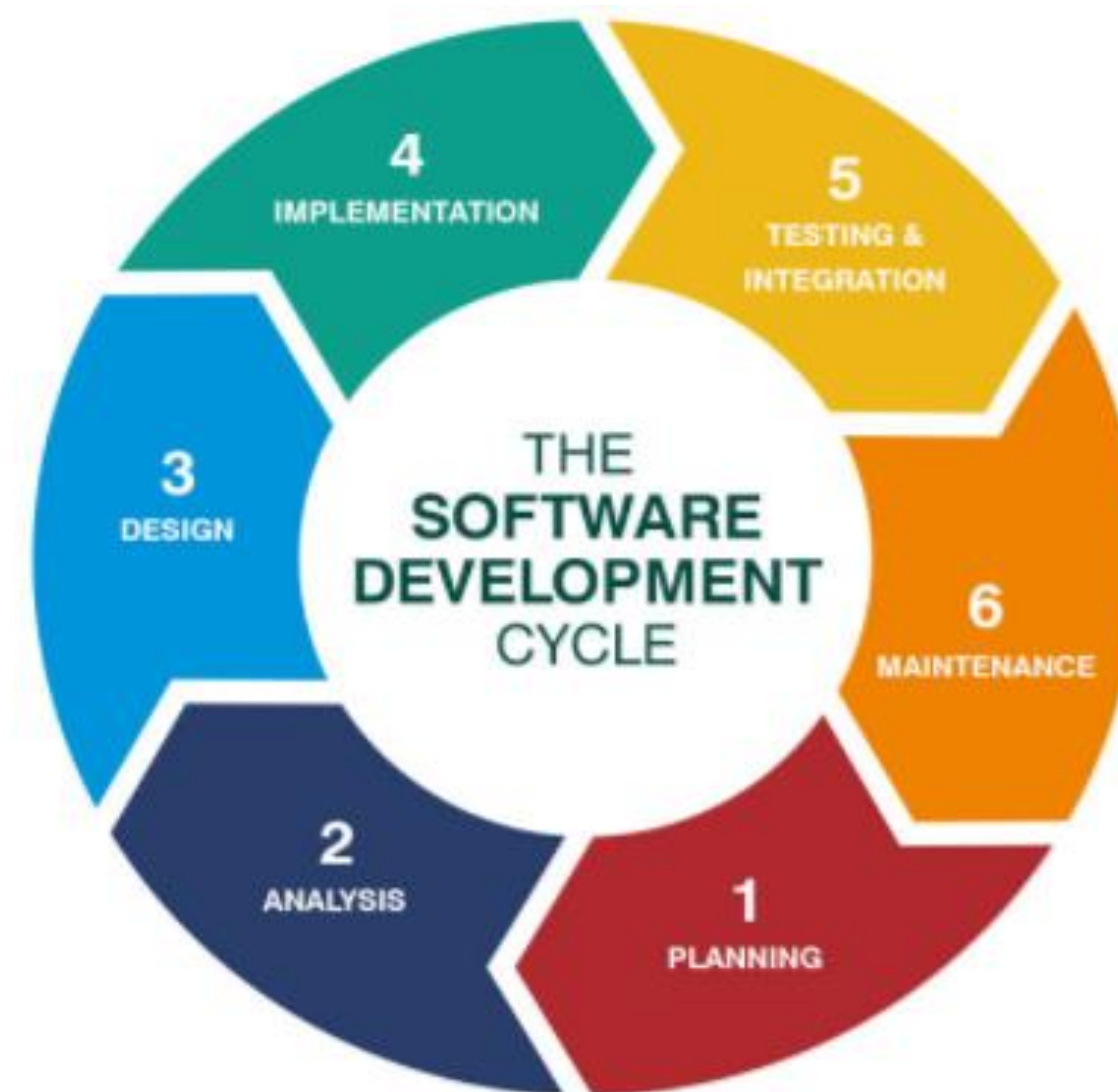 THE
SOFTWARE
DEVELOPMENT
CYCLE
1
PLANNING
2
ANALYSIS
3
DESIGN
4
IMPLEMENTATION
5
TESTING &
INTEGRATION
6
MAINTENANCE